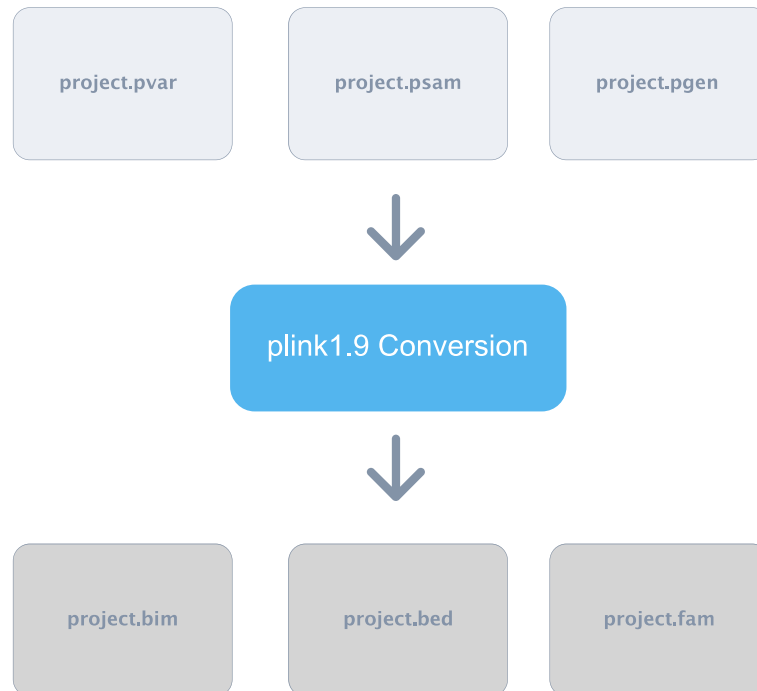 project.pvar
project.psam
project.pgen
plink1.9 Conversion
project.bim
project.bed
project.fam